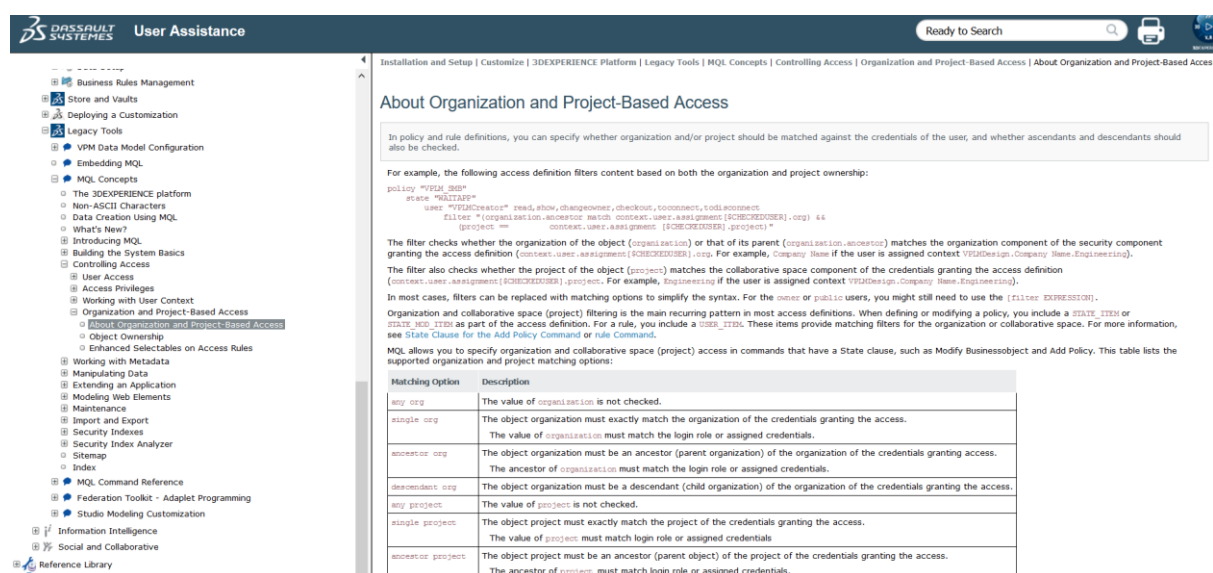 DASSAULT
SYSTEMES
User Assistance
Ready to Search
Business Rules Management
Store and Vaults
Deploying a Customization
Legacy Tools
VPM Data Model Configuration
Embedding MQL
MQL Concepts
The 3DEXPERIENCE platform
Non-ASCII Characters
Data Creation Using MQL
What's New?
Introducing MQL
Building the System Basics
Controlling Access
User Access
Access Privileges
Working with User Context
Organization and Project-Based Access
About Organization and Project-Based Access
Object Ownership
Enhanced Selectables on Access Rules
Working with Metadata
Manipulating Data
Extending an Application
Modeling Web Elements
Maintenance
Import and Export
Security Indexes
Security Index Analyzer
Sitemap
Index
MQL Command Reference
Federation Toolkit - Adaplet Programming
Studio Modeling Customization
Information Intelligence
Social and Collaborative
Reference Library
Installation and Setup | Customize | 3DEXPERIENCE Platform | Legacy Tools | MQL Concepts | Controlling Access | Organization and Project-Based Access | About Organization and Project-Based Acces
About Organization and Project-Based Access
In policy and rule definitions, you can specify whether organization and/or project should be matched against the credentials of the user, and whether ascendants and descendants should
also be checked.
For example, the following access definition filters content based on both the organization and project ownership:
policy "VPLM_SMB"
state "WAITAPP"
user "VPLMCreator" read,show,changeowner,checkout,toconnect,todisconnect
filter "(organization.ancestor match context.user.assignment[$CHECKEDUSER].org) &&
(project == context.user.assignment [$CHECKEDUSER].project)"
The filter checks whether the organization of the object (organization) or that of its parent (organization.ancestor) matches the organization component of the security component
granting the access definition (context.user.assignment[$CHECKEDUSER].org. For example, Company Name if the user is assigned context VPLMDesign.Company Name.Engineering).
The filter also checks whether the project of the object (project) matches the collaborative space component of the credentials granting the access definition
(context.user.assignment[$CHECKEDUSER].project. For example, Engineering if the user is assigned context VPLMDesign.Company Name.Engineering).
In most cases, filters can be replaced with matching options to simplify the syntax. For the owner or public users, you might still need to use the [filter EXPRESSION].
Organization and collaborative space (project) filtering is the main recurring pattern in most access definitions. When defining or modifying a policy, you include a STATE_ITEM or
STATE_MOD_ITEM as part of the access definition. For a rule, you include a USER_ITEM. These items provide matching filters for the organization or collaborative space. For more information,
see State Clause for the Add Policy Command or rule Command.
MQL allows you to specify organization and collaborative space (project) access in commands that have a State clause, such as Modify Businessobject and Add Policy. This table lists the
supported organization and project matching options:
Matching Option Description
any org The value of organization is not checked.
single org The object organization must exactly match the organization of the credentials granting the access.
The value of organization must match the login role or assigned credentials.
ancestor org The object organization must be an ancestor (parent organization) of the organization of the credentials granting access.
The ancestor of organization must match the login role or assigned credentials.
descendant org The object organization must be a descendant (child organization) of the organization of the credentials granting the access.
any project The value of project is not checked.
single project The object project must exactly match the project of the credentials granting the access.
The value of project must match login role or assigned credentials
ancestor project The object project must be an ancestor (parent object) of the project of the credentials granting the access.
The ancestor of project must match login role or assigned credentials.